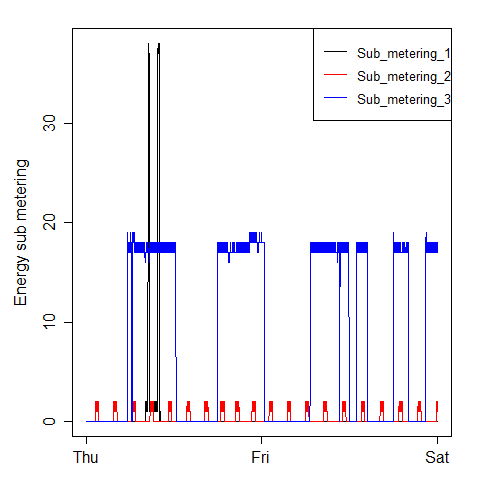 Sub_metering_1
Sub_metering_2
Sub_metering_3
Energy sub metering
30
20
10
0
Thu
Fri
Sat